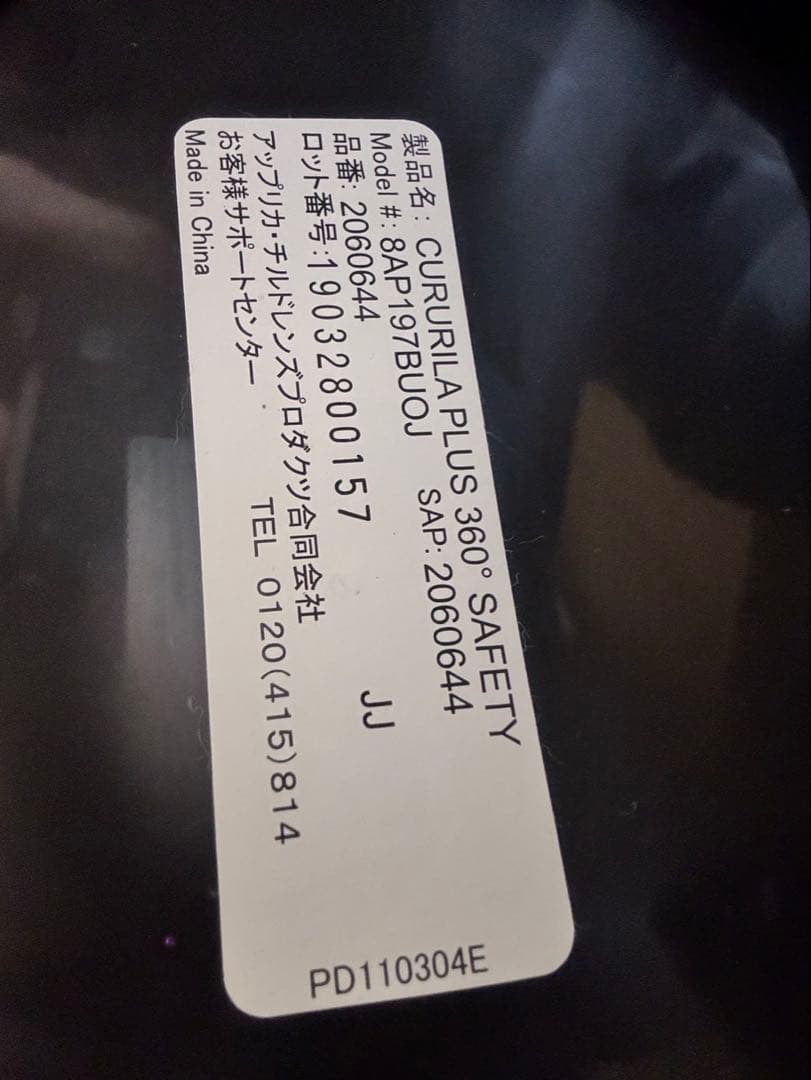 製品名: CURURILA PLUS 360° SAFETY
Model #: 8AP197BUOJ SAP: 2060644
品番: 2060644
ロット番号:1903280０157 JJ
アップリカ・チルドレンズプロダクツ合同会社
お客様サポートセンター TEL 0120(415)814
Made in China
PD110304E